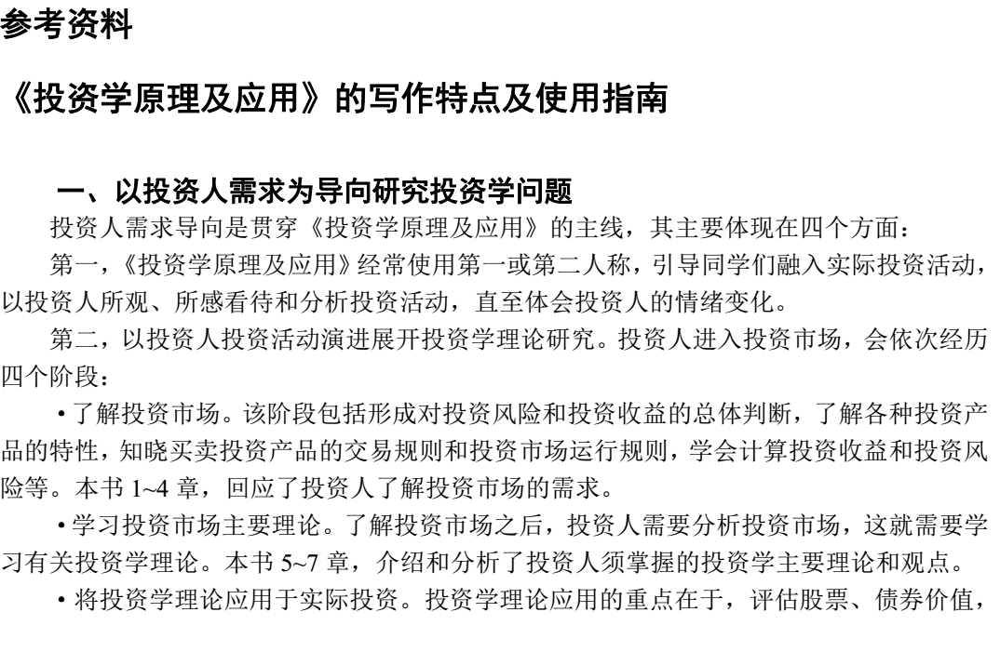 参考资料
《投资学原理及应用》的写作特点及使用指南
一、以投资人需求为导向研究投资学问题
投资人需求导向是贯穿《投资学原理及应用》的主线，其主要体现在四个方面：
第一，《投资学原理及应用》经常使用第一或第二人称，引导同学们融入实际投资活动，
以投资人所观、所感看待和分析投资活动，直至体会投资人的情绪变化。
第二，以投资人投资活动演进展开投资学理论研究。投资人进入投资市场，会依次经历
四个阶段：
·了解投资市场。该阶段包括形成对投资风险和投资收益的总体判断，了解各种投资产
品的特性，知晓买卖投资产品的交易规则和投资市场运行规则，学会计算投资收益和投资风
险等。本书 1~4 章，回应了投资人了解投资市场的需求。
·学习投资市场主要理论。了解投资市场之后，投资人需要分析投资市场，这就需要学
习有关投资学理论。本书 5~7 章，介绍和分析了投资人须掌握的投资学主要理论和观点。
·将投资学理论应用于实际投资。投资学理论应用的重点在于，评估股票、债券价值，